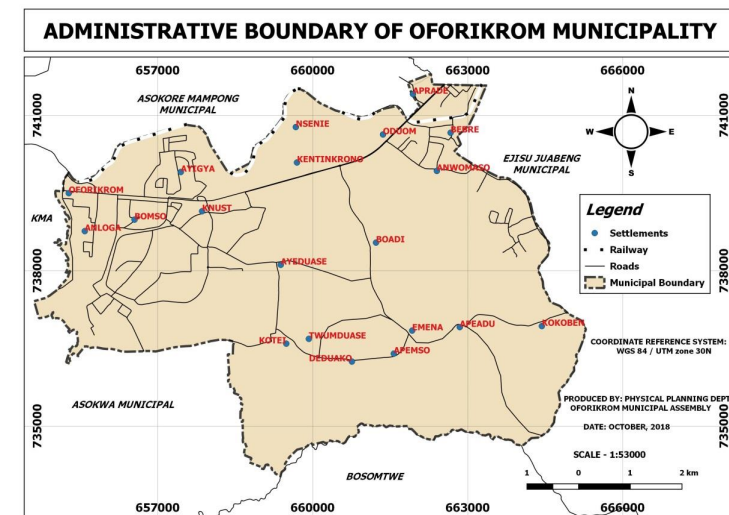 ADMINISTRATIVE BOUNDARY OF OFORIKROM MUNICIPALITY
657000 660000 663000 666000
741000
741000
738000
738000
735000
735000
ASOKORE MAMPONG
MUNICIPAL
APRADE
NSENIE
ODUOM
BEBRE
KENTINKRONG
AYIGYA
ANWOMASO
EJISU JUABENG
MUNICIPAL
OFORIKROM
KMA
BOMSO
KNUST
ANLOGA
BOADI
AYEDUASE
EMENA
APEADU
KOKOBEN
KOTEI
TWUMDUASE
DEDUAKO
APEMSO
ASOKWA MUNICIPAL
BOSOMTWE
N
W E
S
Legend
Settlements
Railway
Roads
Municipal Boundary
COORDINATE REFERENCE SYSTEM:
WGS 84 / UTM zone 30N
PRODUCED BY: PHYSICAL PLANNING DEPT
OFORIKROM MUNICIPAL ASSEMBLY
DATE: OCTOBER, 2018
SCALE - 1:53000
1 0 1 2 km
657000 660000 663000 666000